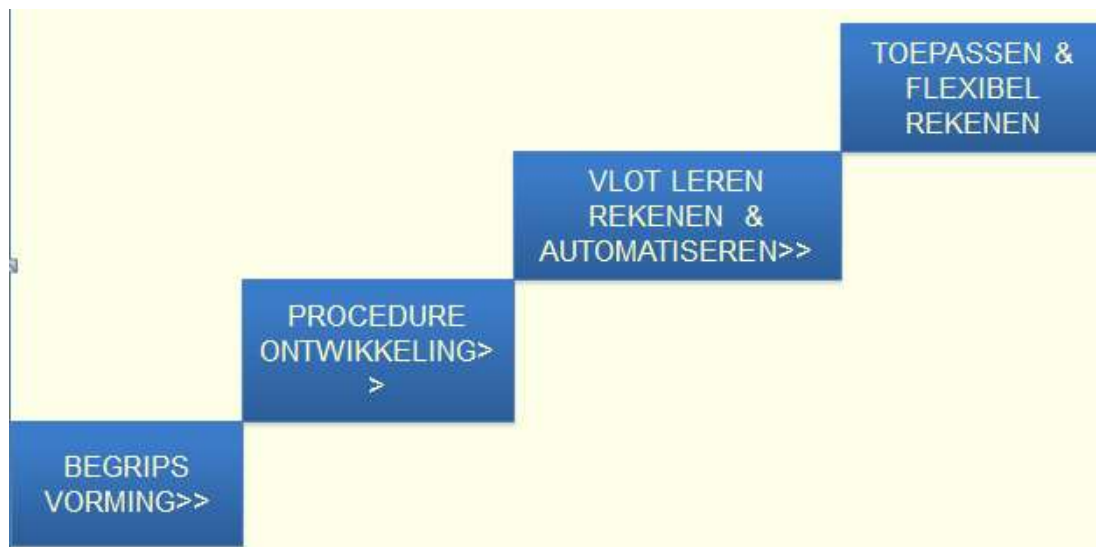 TOEPASSEN &
FLEXIBEL
REKENEN
VLOT LEREN
REKENEN &
AUTOMATISEREN>>
PROCEDURE
ONTWIKKELING>
>
BEGRIPS
VORMING>>